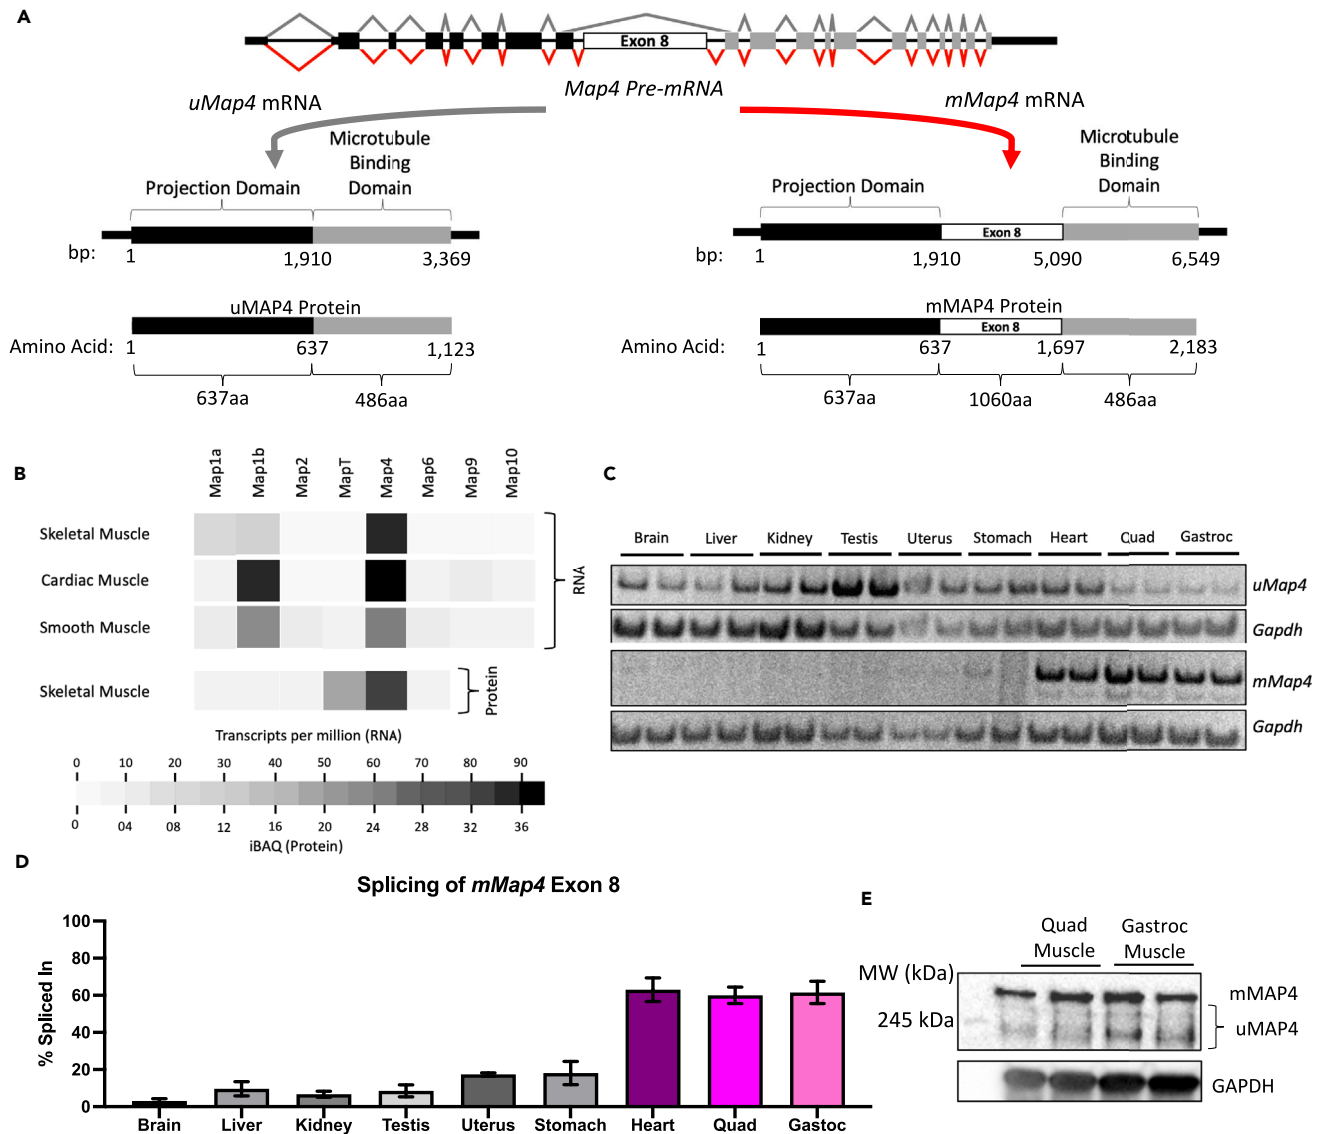 A
Exon 8
Map4 Pre-mRNA
uMap4 mRNA
mMap4 mRNA
Projection Domain
Microtubule
Binding
Domain
bp:
1
1,910
3,369
uMAP4 Protein
Amino Acid:
1
637
1,123
637aa
486aa
Projection Domain
Microtubule
Binding
Domain
Exon 8
bp:
1
1,910
5,090
6,549
mMAP4 Protein
Exon 8
Amino Acid:
1
637
1,697
2,183
637aa
1060aa
486aa
B
Map1a
Map1b
Map2
MapT
Map4
Map6
Map9
Map10
Skeletal Muscle
Cardiac Muscle
Smooth Muscle
RNA
Skeletal Muscle
Protein
Transcripts per million (RNA)
0 10 20 30 40 50 60 70 80 90
0 04 08 12 16 20 24 28 32 36
iBAQ (Protein)
C
Brain Liver Kidney Testis Uterus Stomach Heart Quad Gastroc
uMap4
Gapdh
mMap4
Gapdh
D
Splicing of mMap4 Exon 8
% Spliced In
100
80
60
40
20
0
Brain Liver Kidney Testis Uterus Stomach Heart Quad Gastoc
E
Quad
Muscle
Gastroc
Muscle
MW (kDa)
245 kDa
mMAP4
uMAP4
GAPDH